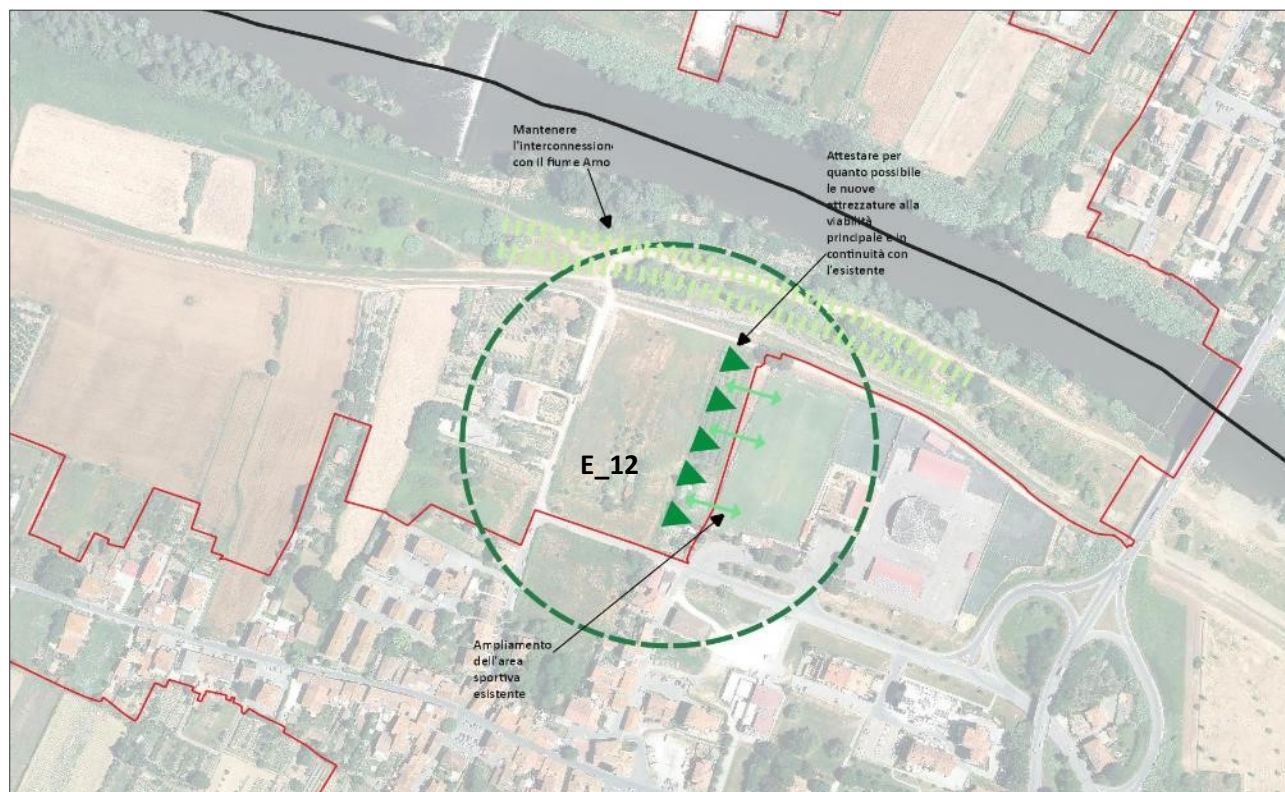 Mantenere
l'interconnession
con il fiume Arno
Attestare per
quanto possibile
le nuove
attrezzature alla
viabilità
principale e in
continuità con
l'esistente
E_12
Ampliamento
dell'area
sportiva
esistente